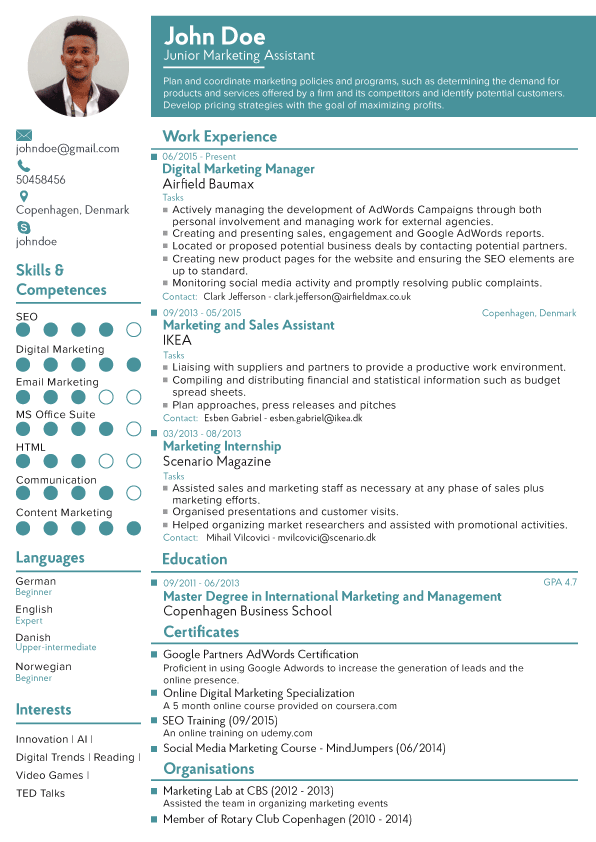 John Doe
Junior Marketing Assistant
Plan and coordinate marketing policies and programs, such as determining the demand for
products and services offered by a firm and its competitors and identify potential customers.
Develop pricing strategies with the goal of maximizing profits.
johndoe@gmail.com
50458456
Copenhagen, Denmark
johndoe
Skills &
Competences
SEO
Digital Marketing
Email Marketing
MS Office Suite
HTML
Communication
Content Marketing
Languages
German
Beginner
English
Expert
Danish
Upper-intermediate
Norwegian
Beginner
Interests
Innovation | AI |
Digital Trends | Reading |
Video Games |
TED Talks
Work Experience
06/2015 - Present
Digital Marketing Manager
Airfield Baumax
Tasks
Actively managing the development of AdWords Campaigns through both
personal involvement and managing work for external agencies.
Creating and presenting sales, engagement and Google AdWords reports.
Located or proposed potential business deals by contacting potential partners.
Creating new product pages for the website and ensuring the SEO elements are
up to standard.
Monitoring social media activity and promptly resolving public complaints.
Contact: Clark Jefferson - clark.jefferson@airfieldmax.co.uk
09/2013 - 05/2015 Copenhagen, Denmark
Marketing and Sales Assistant
IKEA
Tasks
Liaising with suppliers and partners to provide a productive work environment.
Compiling and distributing financial and statistical information such as budget
spread sheets.
Plan approaches, press releases and pitches
Contact: Esben Gabriel - esben.gabriel@ikea.dk
03/2013 - 08/2013
Marketing Internship
Scenario Magazine
Tasks
Assisted sales and marketing staff as necessary at any phase of sales plus
marketing efforts.
Organised presentations and customer visits.
Helped organizing market researchers and assisted with promotional activities.
Contact: Mihail Vilcovici - mvilcovici@scenario.dk
Education
09/2011 - 06/2013 GPA 4.7
Master Degree in International Marketing and Management
Copenhagen Business School
Certificates
Google Partners AdWords Certification
Proficient in using Google Adwords to increase the generation of leads and the
online presence.
Online Digital Marketing Specialization
A 5 month online course provided on coursera.com
SEO Training (09/2015)
An online training on udemy.com
Social Media Marketing Course - MindJumpers (06/2014)
Organisations
Marketing Lab at CBS (2012 - 2013)
Assisted the team in organizing marketing events
Member of Rotary Club Copenhagen (2010 - 2014)